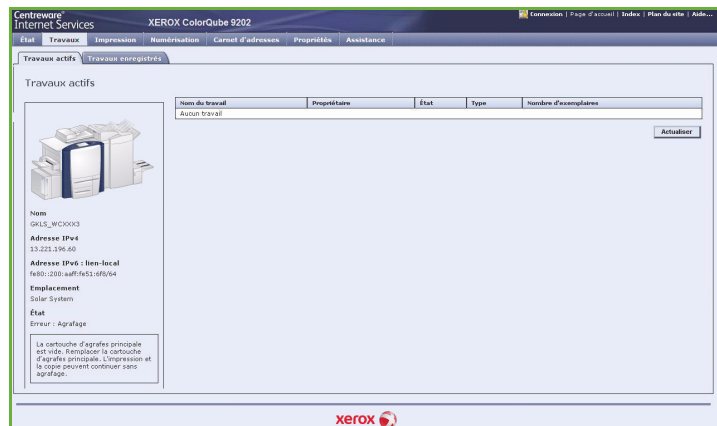 Centreware®
Internet Services
XEROX ColorQube 9202
Connexion | Page d'accueil | Index | Plan du site | Aide...
État Travaux Impression Numérisation Carnet d'adresses Propriétés Assistance
Travaux actifs Travaux enregistrés
Travaux actifs
Nom du travail Propriétaire État Type Nombre d'exemplaires
Aucun travail
Actualiser
Nom
GKLS_WCXXX3
Adresse IPv4
13.221.196.60
Adresse IPv6 : lien-local
fe80::200:aaff:fe51:6f8/64
Emplacement
Solar System
État
Erreur : Agrafage
La cartouche d'agrafes principale
est vide. Remplacer la cartouche
d'agrafes principale. L'impression et
la copie peuvent continuer sans
agrafage.
xerox